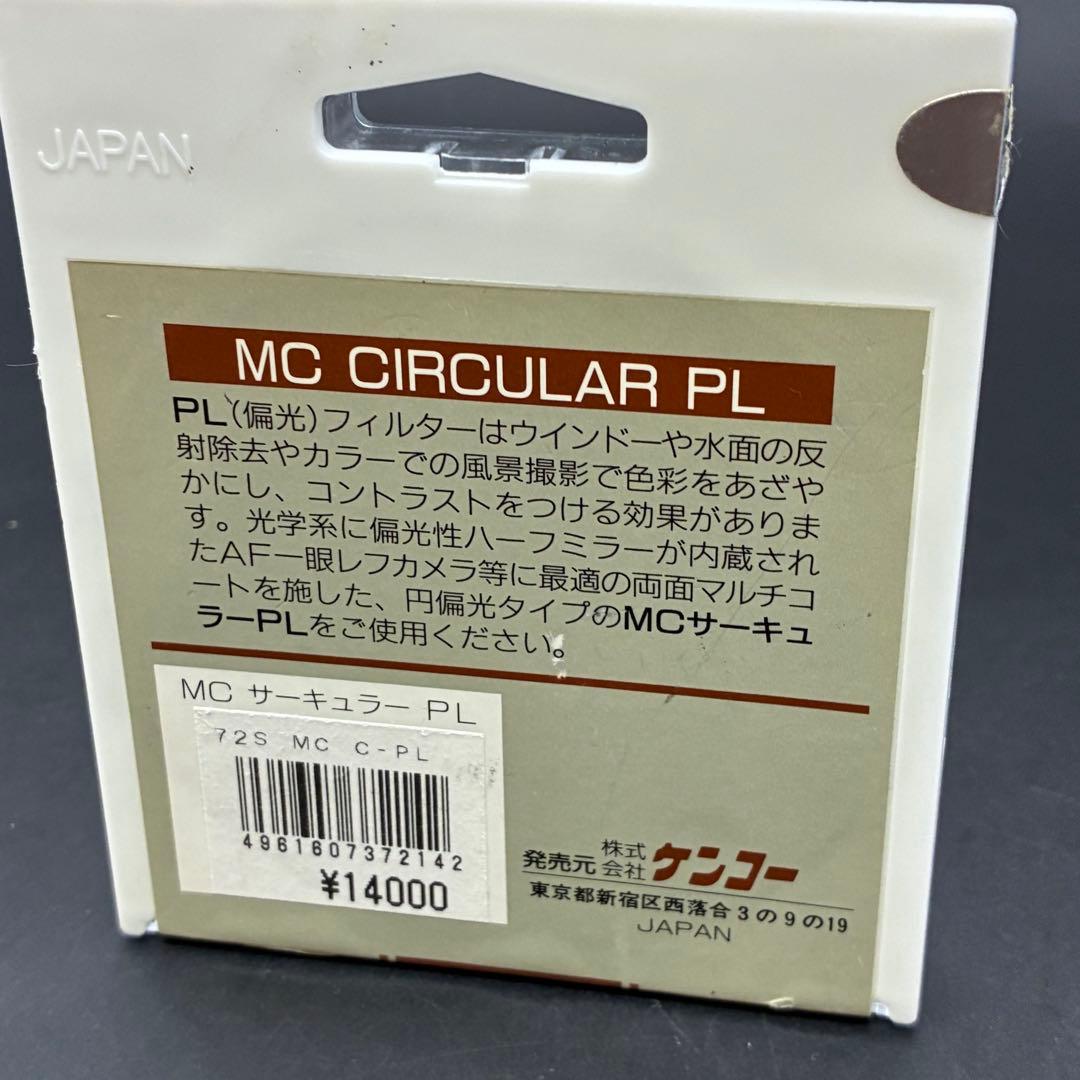 JAPAN
MC CIRCULAR PL
PL(偏光)フィルターはウインドーや水面の反
射除去やカラーでの風景撮影で色彩をあざや
かにし、コントラストをつける効果がありま
す。光学系に偏光性ハーフミラーが内蔵され
たAF一眼レフカメラ等に最適の両面マルチコ
ートを施した、円偏光タイプのMCサーキュ
ラーPLをご使用ください。
MC サーキュラー PL
72S MC C-PL
4961607372142
¥14000
発売元 株式会社 ケンコー
東京都新宿区西落合3の9の19
JAPAN